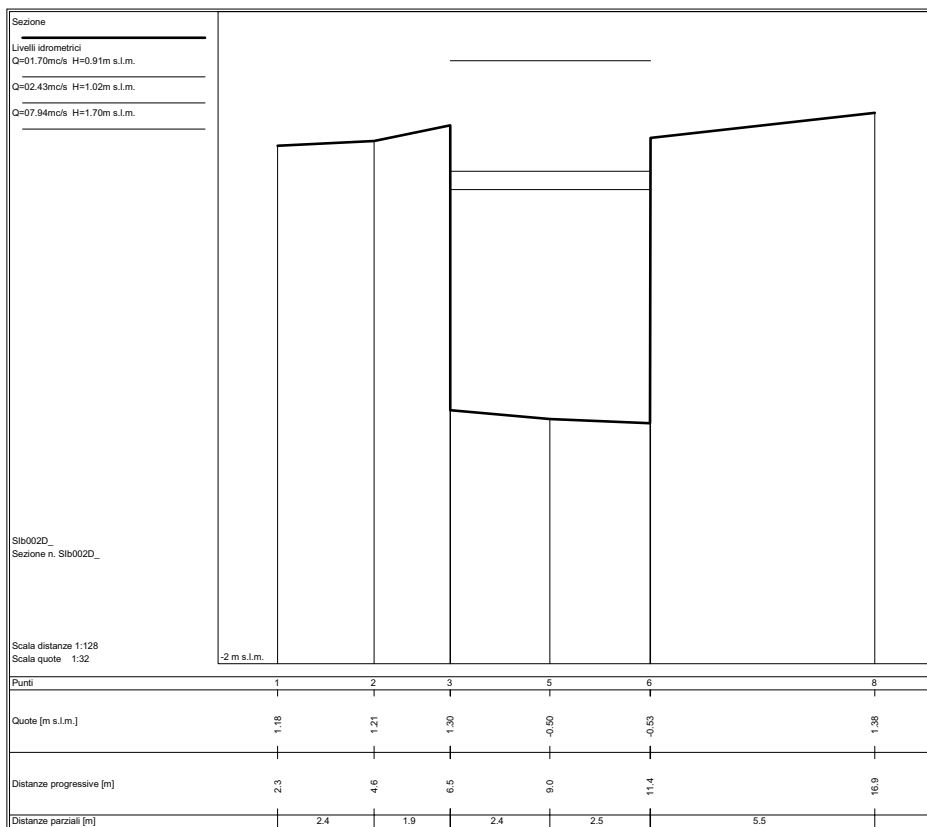 Sezione
Livelli idrometrici
Q=01.70mc/s H=0.91m s.l.m.
Q=02.43mc/s H=1.02m s.l.m.
Q=07.94mc/s H=1.70m s.l.m.
Slb002D_
Sezione n. Slb002D_
Scala distanze 1:128
Scala quote 1:32
-2 m s.l.m.
Punti 1 2 3 5 6 8
Quote [m s.l.m.] 1.18 1.21 1.30 -0.50 -0.53 1.38
Distanze progressive [m] 2.3 4.6 6.5 9.0 11.4 16.9
Distanze parziali [m] 2.4 1.9 2.4 2.5 5.5